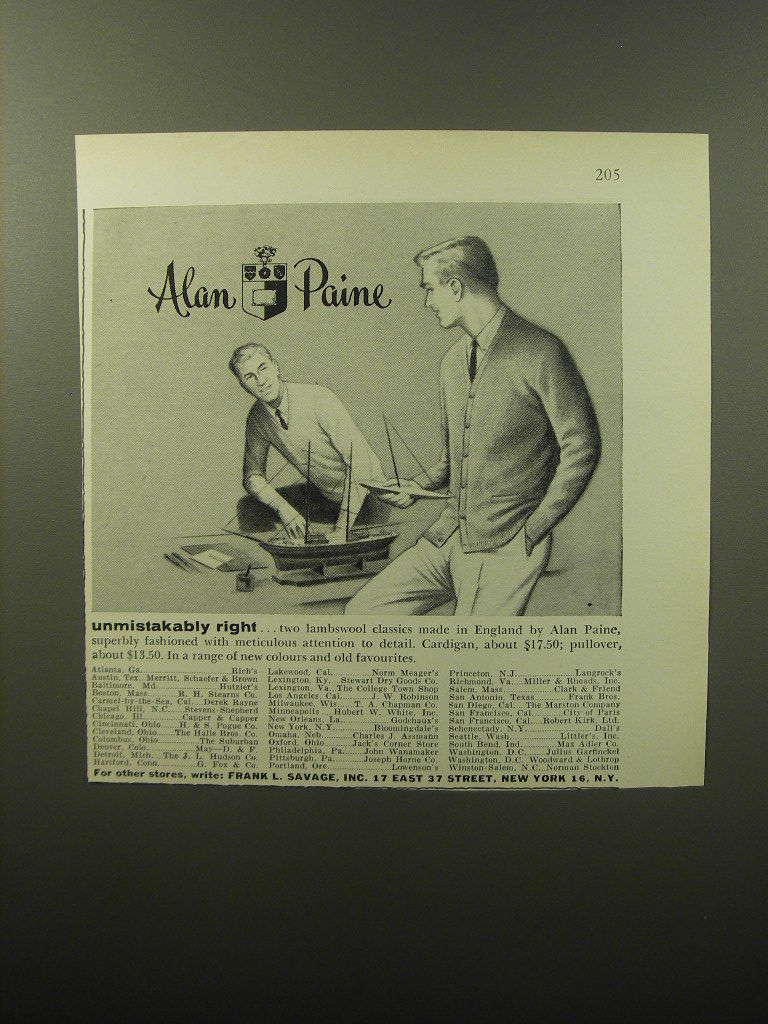 205
Alan Paine
unmistakably right ... two lambswool classics made in England by Alan Paine,
superbly fashioned with meticulous attention to detail. Cardigan, about $17.50; pullover,
about $13.50. In a range of new colours and old favourites.
Atlanta, Ga. Rich's
Austin, Tex. Merritt, Schaefer & Brown
Baltimore, Md. Hutzler's
Boston, Mass. R. H. Stearns Co.
Carmel-by-the-Sea, Cal. Derek Rayne
Chapel Hill, N.C. Stevens-Shepherd
Chicago, Ill. Capper & Capper
Cincinnati, Ohio H. & S. Pogue Co.
Cleveland, Ohio The Halle Bros. Co.
Columbus, Ohio The Suburban
Denver, Colo. May—D. & F.
Detroit, Mich. The J. L. Hudson Co.
Hartford, Conn. G. Fox & Co.
Lakewood, Cal. Norm Meager's
Lexington, Ky. Stewart Dry Goods Co.
Lexington, Va. The College Town Shop
Los Angeles, Cal. J. W. Robinson
Milwaukee, Wis. T. A. Chapman Co.
Minneapolis Hubert W. White, Inc.
New Orleans, La. Godchaux's
New York, N.Y. Bloomingdale's
Omaha, Neb. Charles J. Assmann
Oxford, Ohio Jack's Corner Store
Philadelphia, Pa. John Wanamaker
Pittsburgh, Pa. Joseph Horne Co.
Portland, Ore. Lowenson's
Princeton, N.J. Langrock's
Richmond, Va. Miller & Rhoads, Inc.
Salem, Mass. Clark & Friend
San Antonio, Texas Frank Bros.
San Diego, Cal. The Marston Company
San Francisco, Cal. City of Paris
San Francisco, Cal. Robert Kirk, Ltd.
Schenectady, N.Y. Dall's
Seattle, Wash. Littler's, Inc.
South Bend, Ind. Max Adler Co.
Washington, D.C. Julius Garfinckel
Washington, D.C. Woodward & Lothrop
Winston-Salem, N.C. Norman Stockton
For other stores, write: FRANK L. SAVAGE, INC. 17 EAST 37 STREET, NEW YORK 16, N.Y.